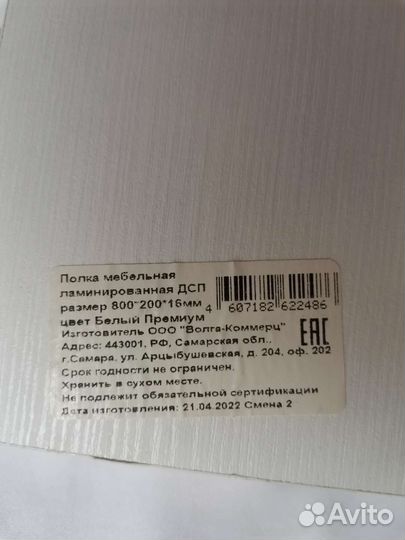 Полка мебельная
ламинированная ДСП
размер 800*200*16мм
цвет Белый Премиум
4 607182 622486
Изготовитель ООО "Волга-Коммерц"
Адрес: 443001, РФ, Самарская обл.,
г.Самара, ул. Арцыбушевская, д. 204, оф. 202
Срок годности не ограничен.
Хранить в сухом месте.
Не подлежит обязательной сертификации
Дата изготовления: 21.04.2022 Смена 2
EAC
Avito